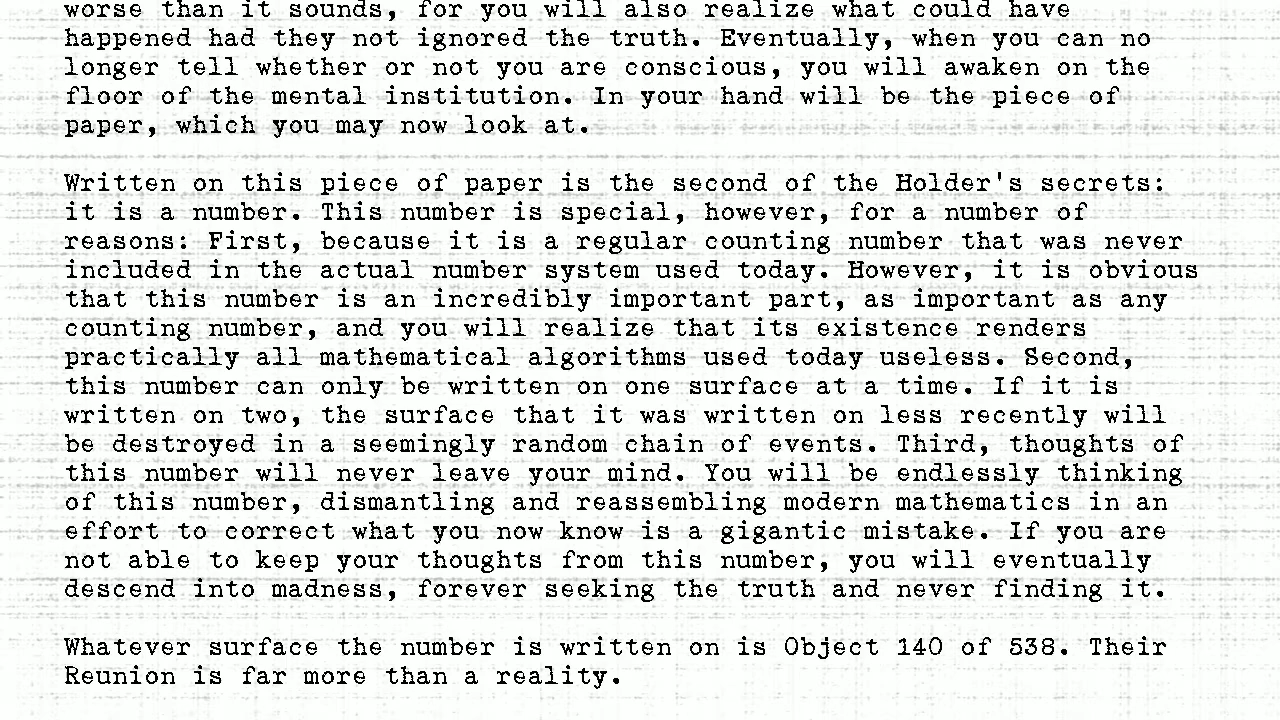 worse than it sounds, for you will also realize what could have
happened had they not ignored the truth. Eventually, when you can no
longer tell whether or not you are conscious, you will awaken on the
floor of the mental institution. In your hand will be the piece of
paper, which you may now look at.
Written on this piece of paper is the second of the Holder's secrets:
it is a number. This number is special, however, for a number of
reasons: First, because it is a regular counting number that was never
included in the actual number system used today. However, it is obvious
that this number is an incredibly important part, as important as any
counting number, and you will realize that its existence renders
practically all mathematical algorithms used today useless. Second,
this number can only be written on one surface at a time. If it is
written on two, the surface that it was written on less recently will
be destroyed in a seemingly random chain of events. Third, thoughts of
this number will never leave your mind. You will be endlessly thinking
of this number, dismantling and reassembling modern mathematics in an
effort to correct what you now know is a gigantic mistake. If you are
not able to keep your thoughts from this number, you will eventually
descend into madness, forever seeking the truth and never finding it.
Whatever surface the number is written on is Object 140 of 538. Their
Reunion is far more than a reality.